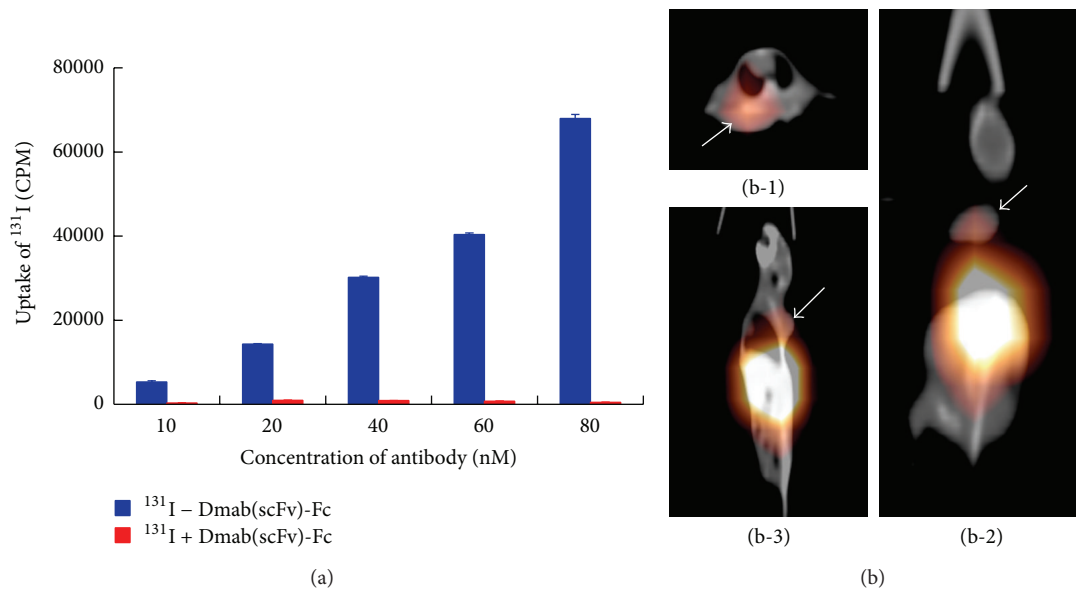 80000
60000
40000
20000
0
Uptake of ¹³¹I (CPM)
10 20 40 60 80
Concentration of antibody (nM)
¹³¹I − Dmab(scFv)-Fc
¹³¹I + Dmab(scFv)-Fc
(a)
(b-1)
(b-3)
(b-2)
(b)